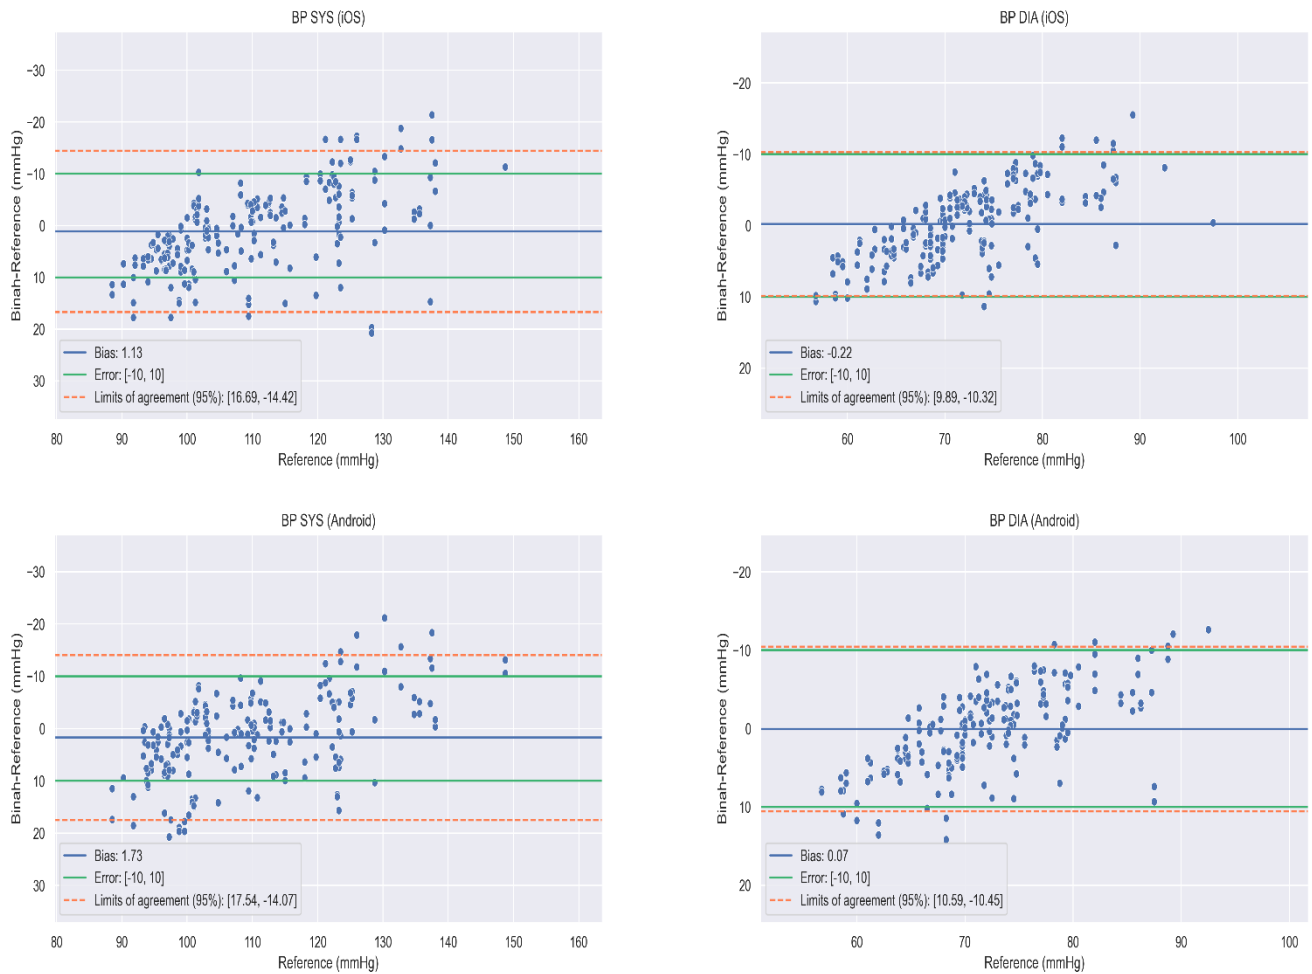 BP SYS (iOS)
−30
−20
−10
0
10
20
30
Binah-Reference (mmHg)
Bias: 1.13
Error: [-10, 10]
Limits of agreement (95%): [16.69, -14.42]
80 90 100 110 120 130 140 150 160
Reference (mmHg)
BP DIA (iOS)
−20
−10
0
10
20
Binah-Reference (mmHg)
Bias: -0.22
Error: [-10, 10]
Limits of agreement (95%): [9.89, -10.32]
60 70 80 90 100
Reference (mmHg)
BP SYS (Android)
−30
−20
−10
0
10
20
30
Binah-Reference (mmHg)
Bias: 1.73
Error: [-10, 10]
Limits of agreement (95%): [17.54, -14.07]
80 90 100 110 120 130 140 150 160
Reference (mmHg)
BP DIA (Android)
−20
−10
0
10
20
Binah-Reference (mmHg)
Bias: 0.07
Error: [-10, 10]
Limits of agreement (95%): [10.59, -10.45]
60 70 80 90 100
Reference (mmHg)